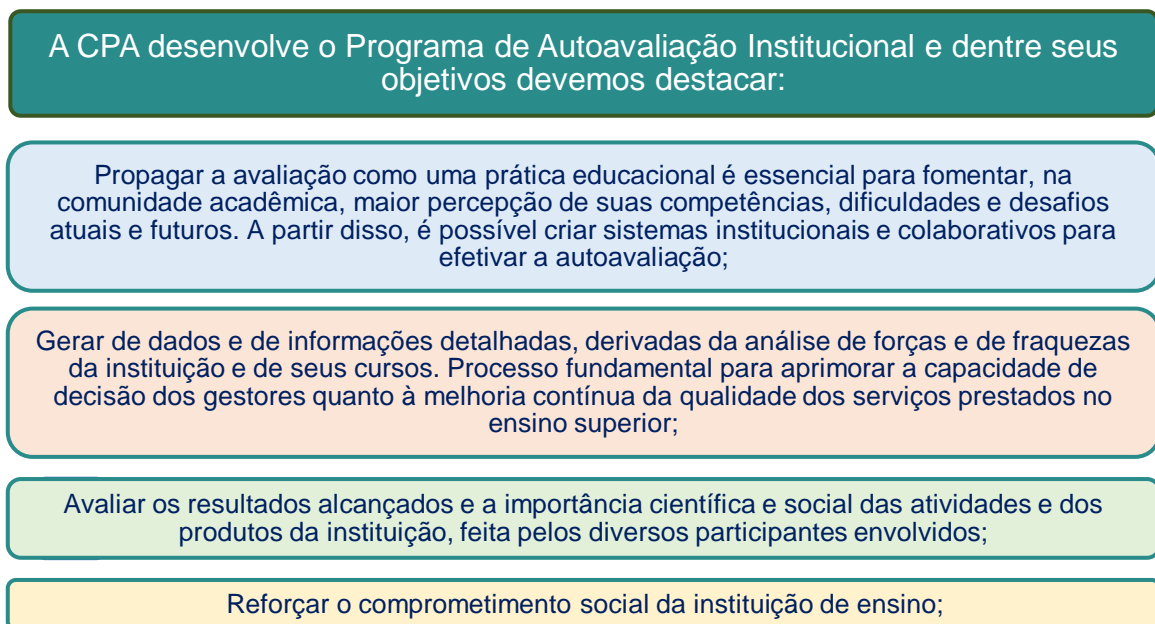 A CPA desenvolve o Programa de Autoavaliação Institucional e dentre seus
objetivos devemos destacar:
Propagar a avaliação como uma prática educacional é essencial para fomentar, na
comunidade acadêmica, maior percepção de suas competências, dificuldades e desafios
atuais e futuros. A partir disso, é possível criar sistemas institucionais e colaborativos para
efetivar a autoavaliação;
Gerar de dados e de informações detalhadas, derivadas da análise de forças e de fraquezas
da instituição e de seus cursos. Processo fundamental para aprimorar a capacidade de
decisão dos gestores quanto à melhoria contínua da qualidade dos serviços prestados no
ensino superior;
Avaliar os resultados alcançados e a importância científica e social das atividades e dos
produtos da instituição, feita pelos diversos participantes envolvidos;
Reforçar o comprometimento social da instituição de ensino;